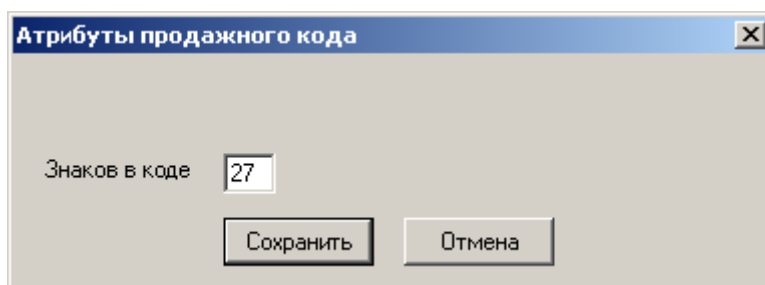 Атрибуты продажного кода
Знаков в коде 27
Сохранить Отмена